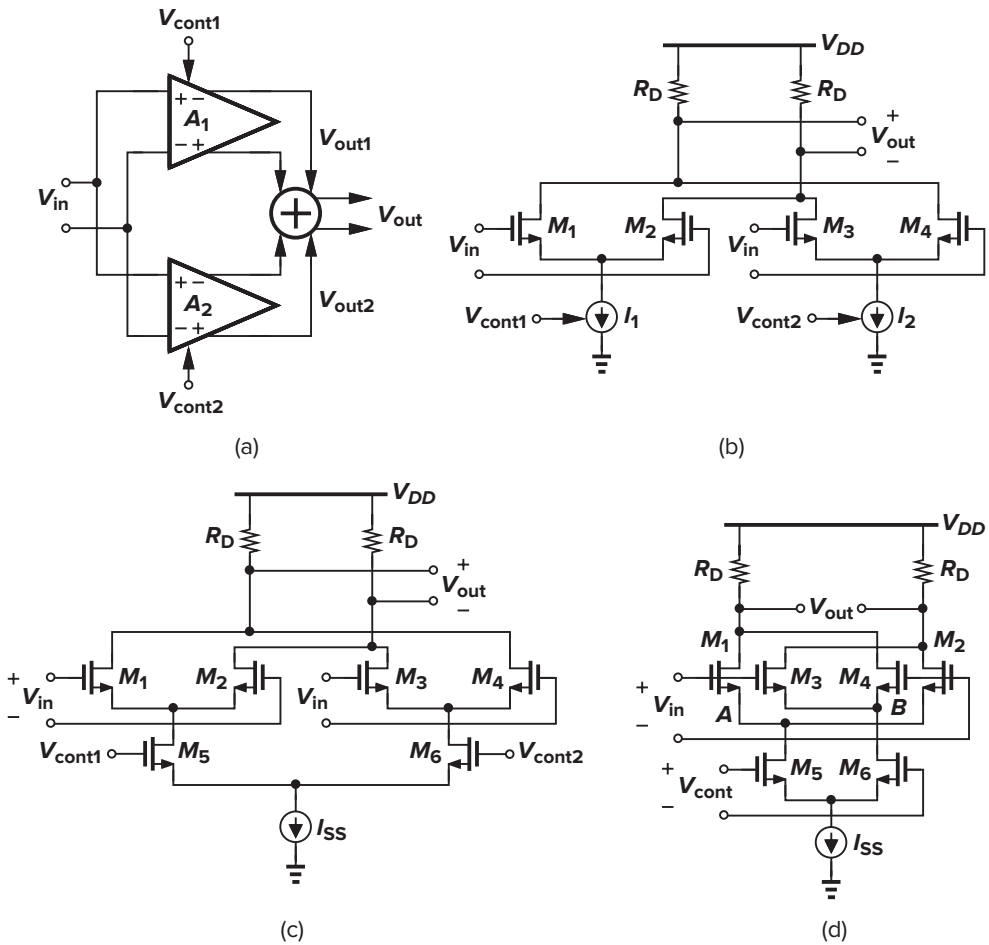 V_cont1
+ −
A_1
− +
V_in
V_out1
+
V_out
+ −
A_2
− +
V_out2
V_cont2
(a)
V_DD
R_D R_D
+
V_out
−
M_1 M_2 M_3 M_4
V_in V_in
V_cont1 I_1 V_cont2 I_2
(b)
V_DD
R_D R_D
+
V_out
−
M_1 M_2 M_3 M_4
+
V_in V_in
−
V_cont1 M_5 M_6 V_cont2
I_SS
(c)
V_DD
R_D R_D
V_out
M_1 M_2
M_3 M_4
+
V_in
−
A B
M_5 M_6
+
V_cont
−
I_SS
(d)